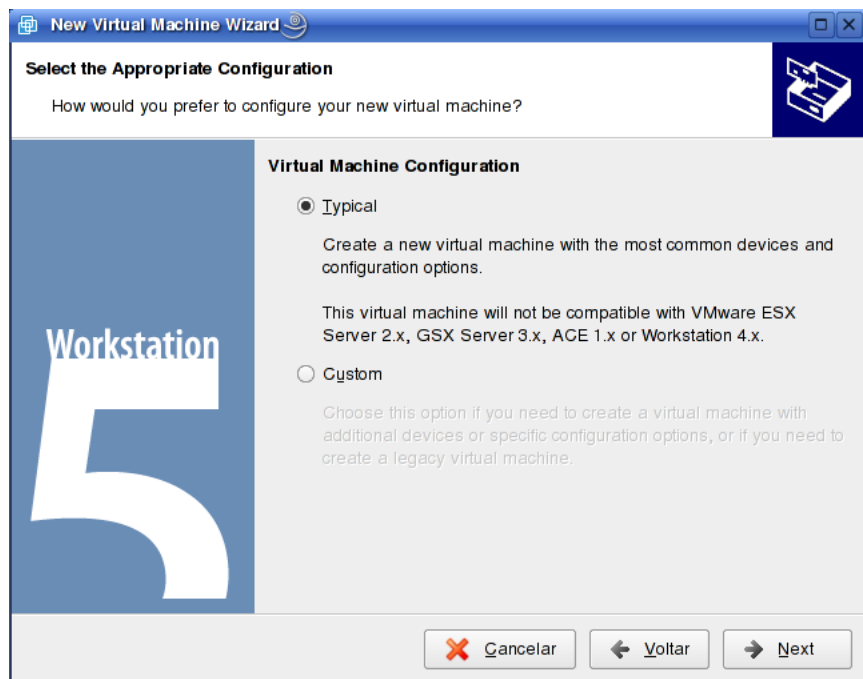 New Virtual Machine Wizard
Select the Appropriate Configuration
How would you prefer to configure your new virtual machine?
Virtual Machine Configuration
Typical
Create a new virtual machine with the most common devices and
configuration options.
This virtual machine will not be compatible with VMware ESX
Server 2.x, GSX Server 3.x, ACE 1.x or Workstation 4.x.
Custom
Choose this option if you need to create a virtual machine with
additional devices or specific configuration options, or if you need to
create a legacy virtual machine.
Workstation
5
Cancelar
Voltar
Next